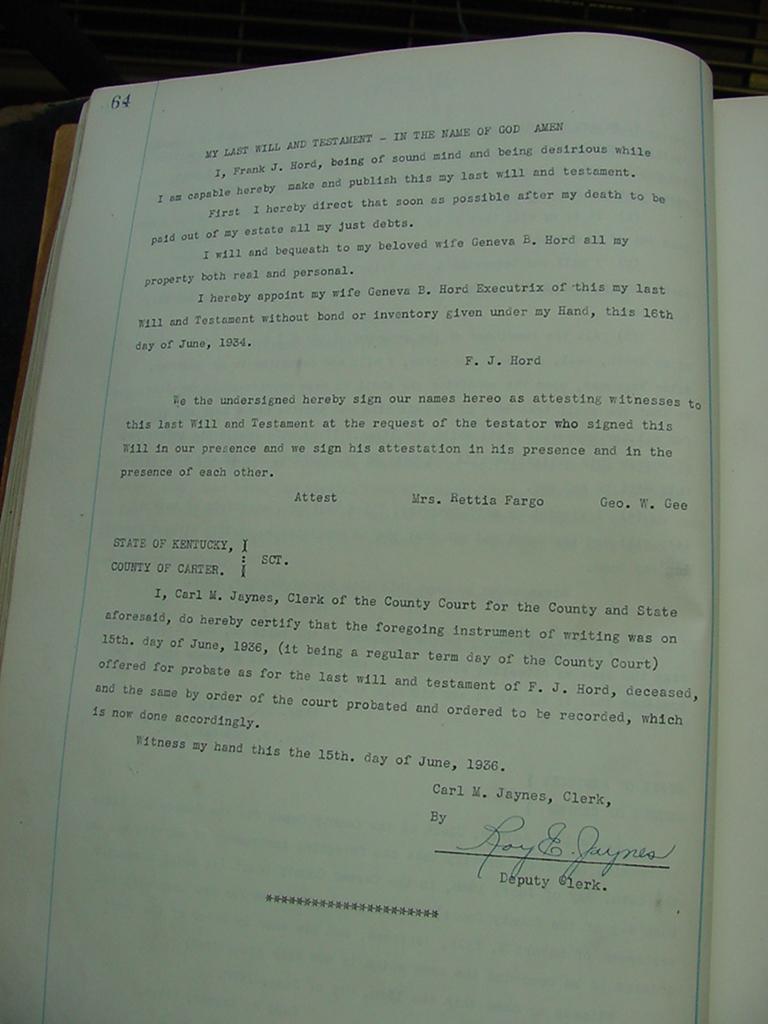 64
MY LAST WILL AND TESTAMENT - IN THE NAME OF GOD AMEN
I, Frank J. Hord, being of sound mind and being desirious while
I am capable hereby make and publish this my last will and testament.
First I hereby direct that soon as possible after my death to be
paid out of my estate all my just debts.
I will and bequeath to my beloved wife Geneva B. Hord all my
property both real and personal.
I hereby appoint my wife Geneva B. Hord Executrix of this my last
Will and Testament without bond or inventory given under my Hand, this 16th
day of June, 1934.
F. J. Hord
We the undersigned hereby sign our names hereo as attesting witnesses to
this last Will and Testament at the request of the testator who signed this
Will in our presence and we sign his attestation in his presence and in the
presence of each other.
Attest Mrs. Rettia Fargo Geo. W. Gee
STATE OF KENTUCKY,
SCT.
COUNTY OF CARTER.
I, Carl M. Jaynes, Clerk of the County Court for the County and State
aforesaid, do hereby certify that the foregoing instrument of writing was on
15th. day of June, 1936, (it being a regular term day of the County Court)
offered for probate as for the last will and testament of F. J. Hord, deceased,
and the same by order of the court probated and ordered to be recorded, which
is now done accordingly.
Witness my hand this the 15th. day of June, 1936.
Carl M. Jaynes, Clerk,
By
Roy E. Jaynes
Deputy Clerk.
**********************